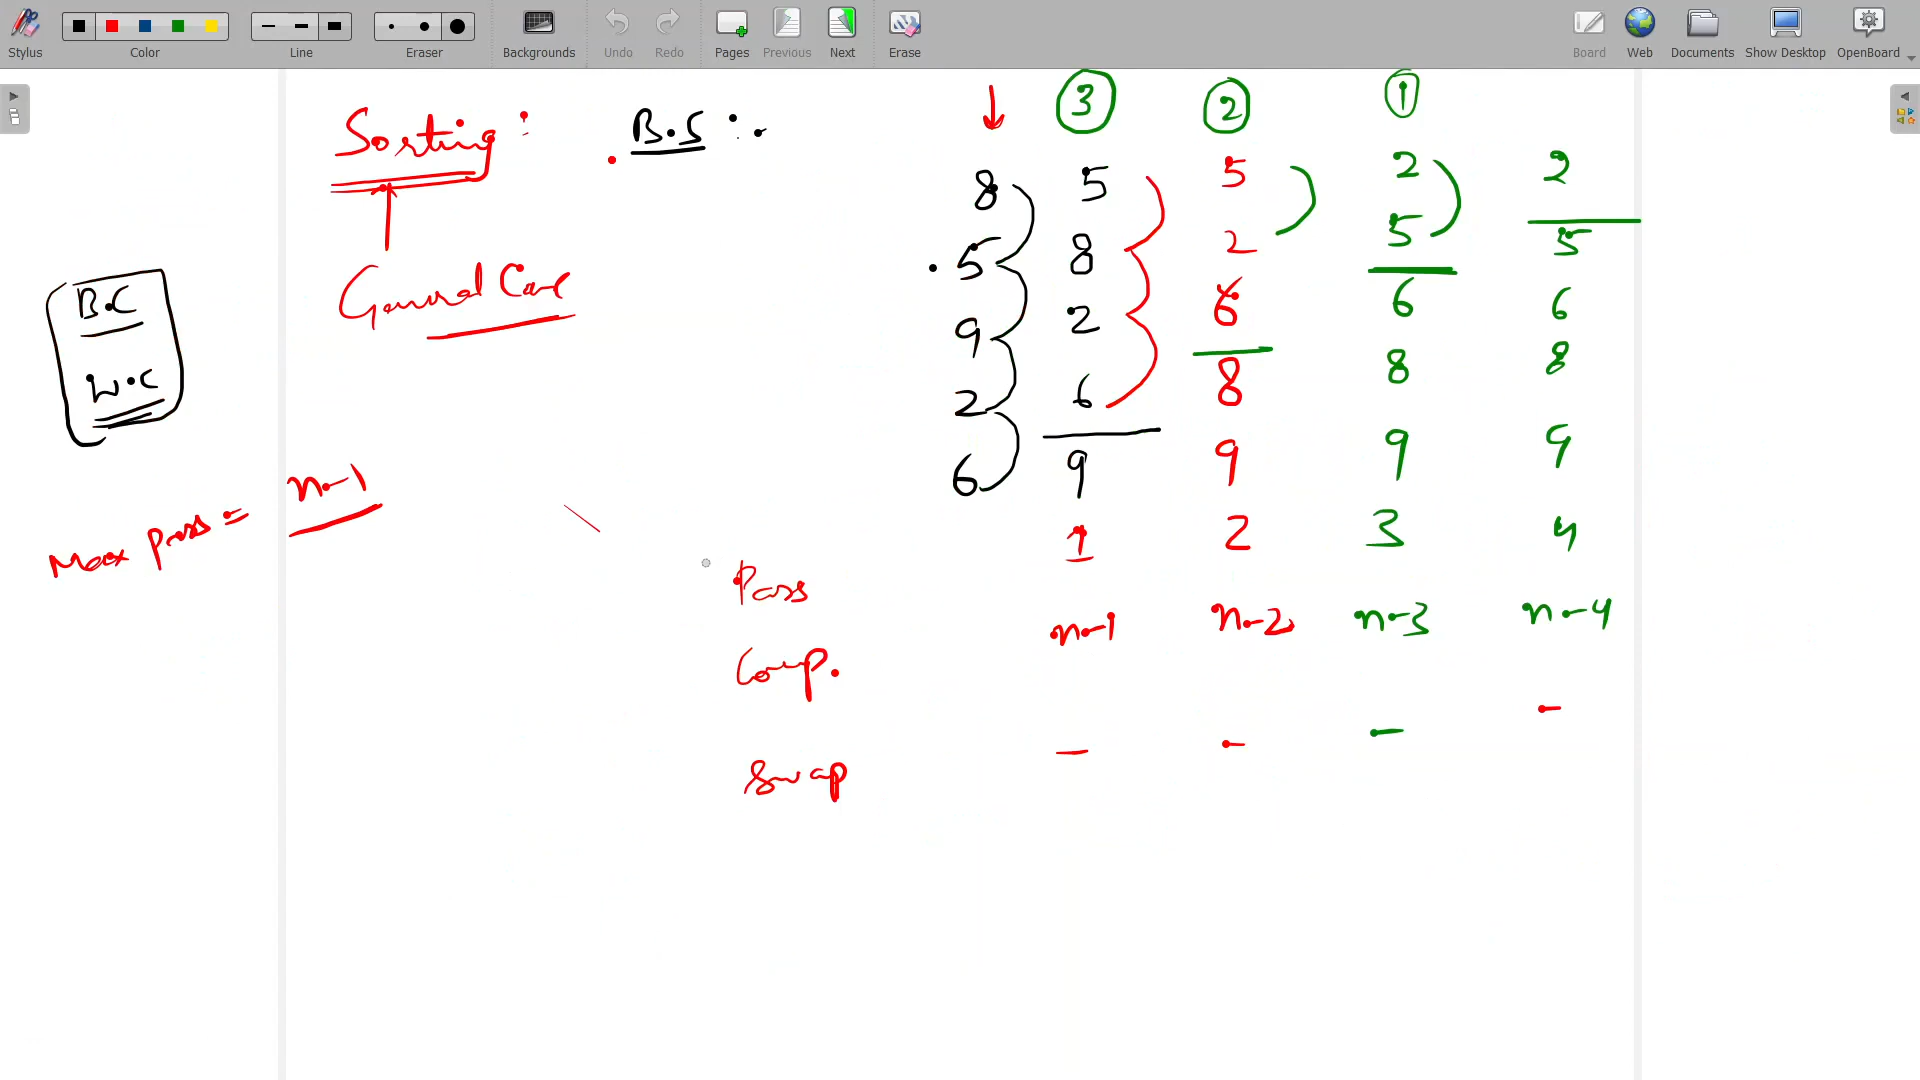 Stylus Color Line Eraser Backgrounds Undo Redo Pages Previous Next Erase Board Web Documents Show Desktop OpenBoard
Sorting :
B.S :.
General Case
B.C
W.C
Max pass = n-1
3 2 1
8 5 5 2 2
5 8 2 5 5
9 2 6 6 6
2 6 8 8 8
6 9 9 9 9
Pass 1 2 3 4
Comp. n-1 n-2 n-3 n-4
Swap - - - -